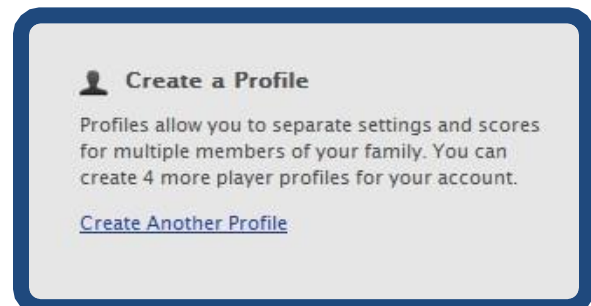 Create a Profile
Profiles allow you to separate settings and scores
for multiple members of your family. You can
create 4 more player profiles for your account.
Create Another Profile